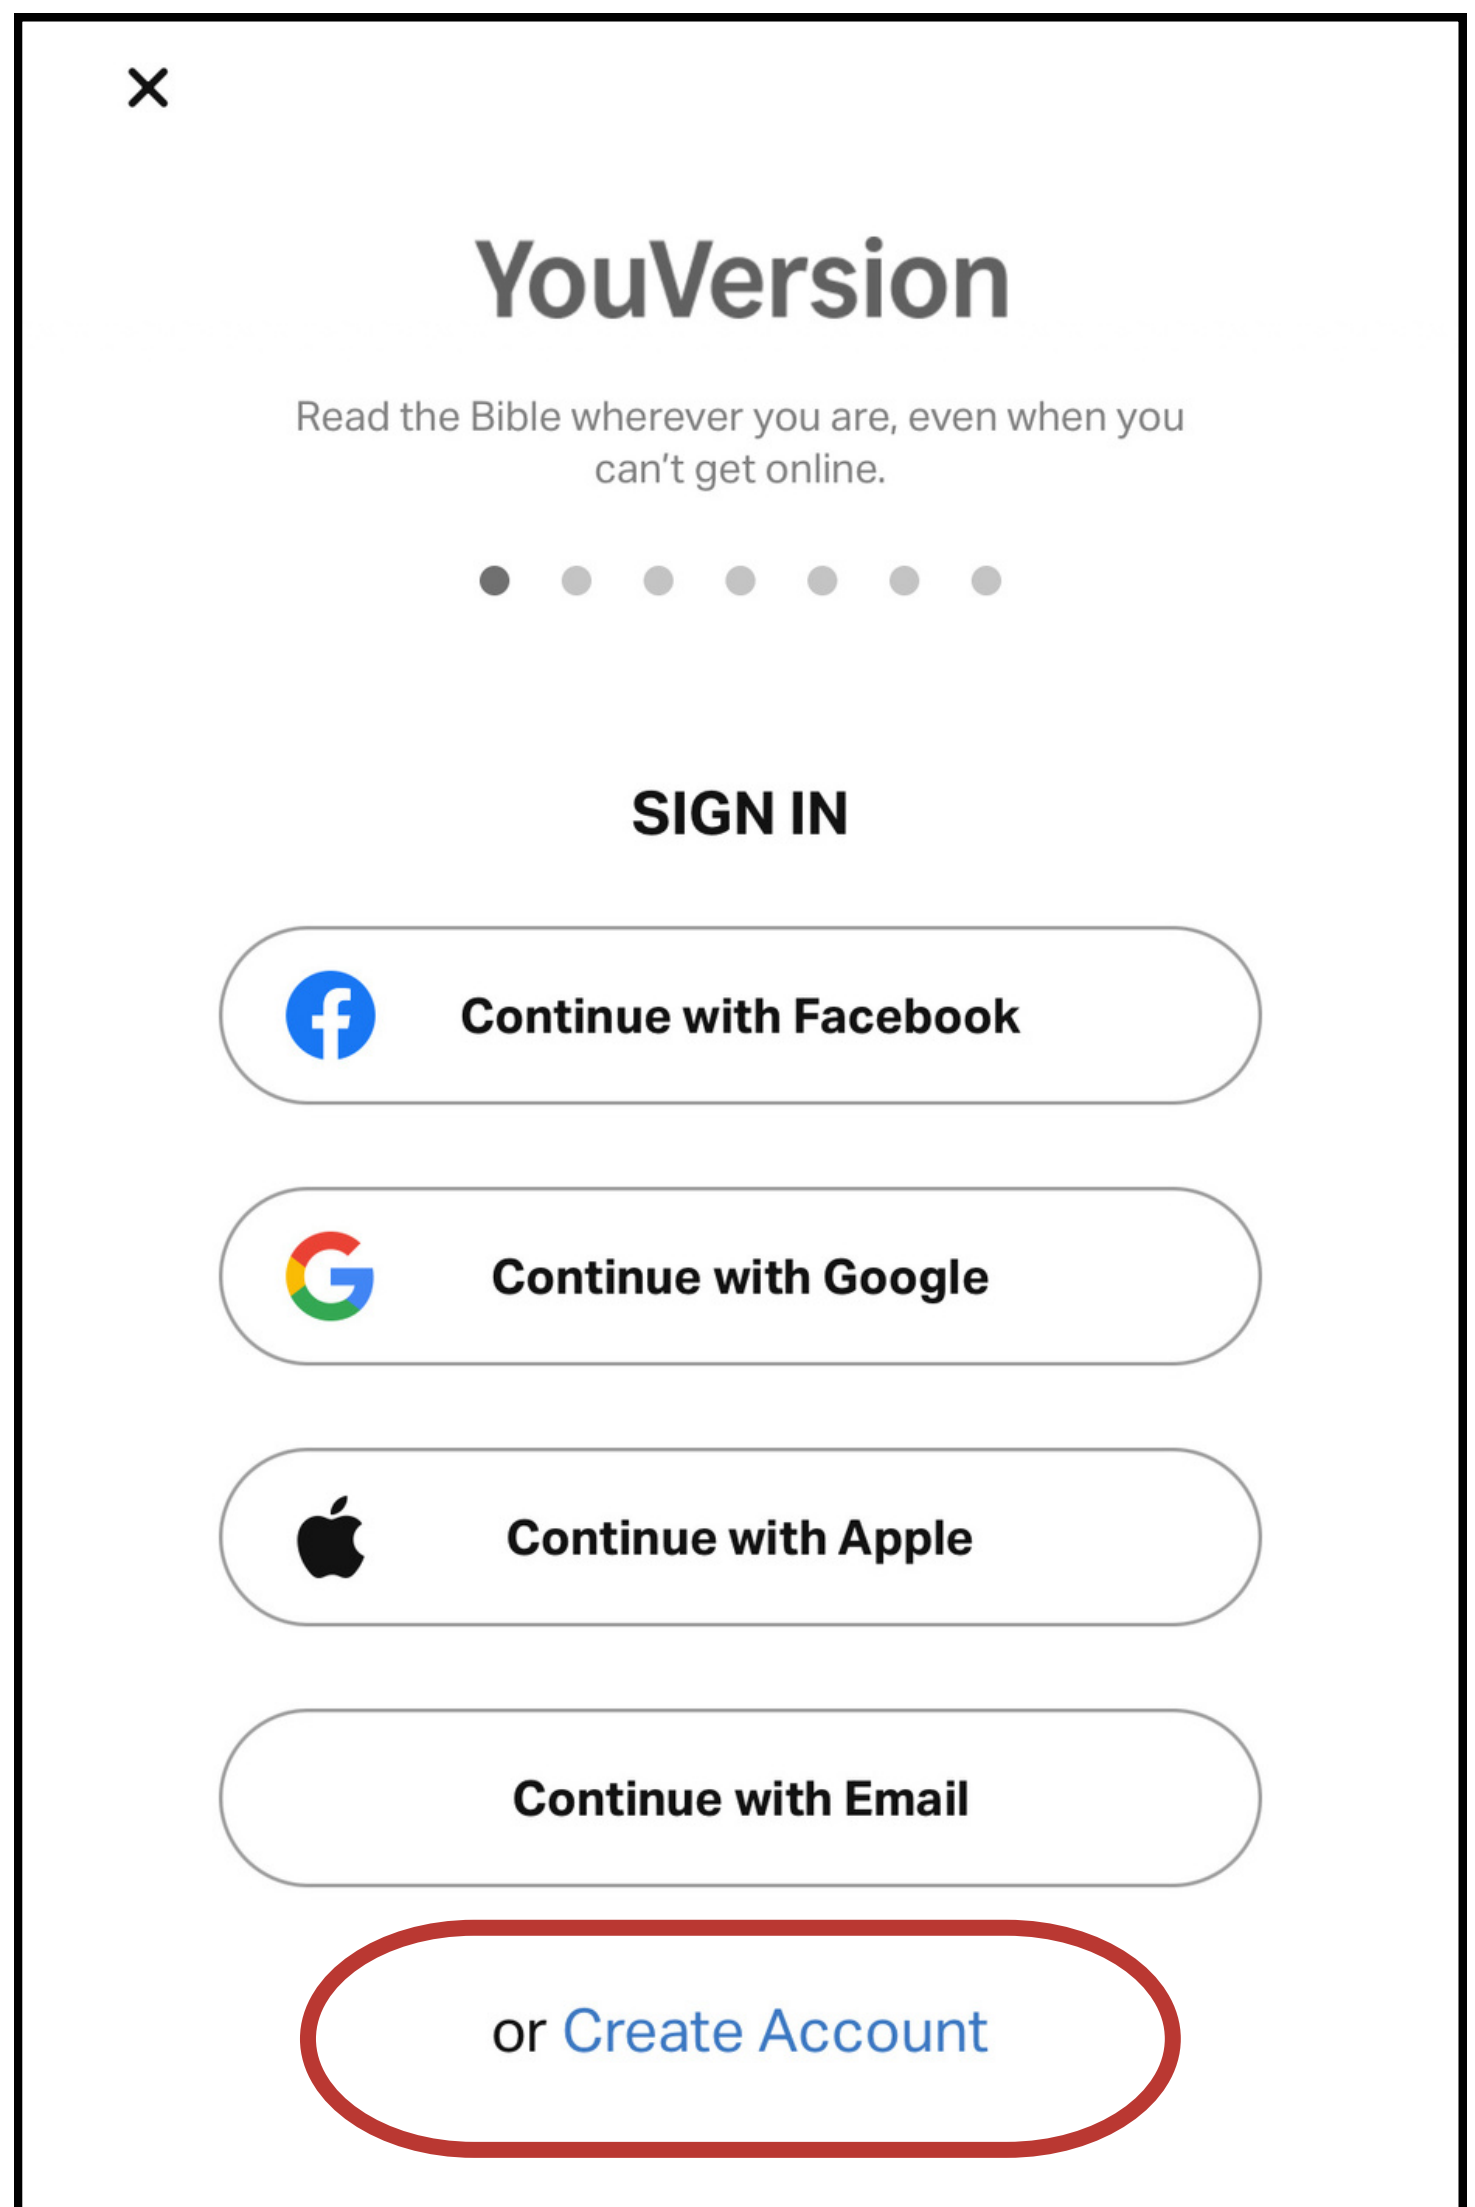 YouVersion
Read the Bible wherever you are, even when you
can't get online.
SIGN IN
Continue with Facebook
Continue with Google
Continue with Apple
Continue with Email
or Create Account